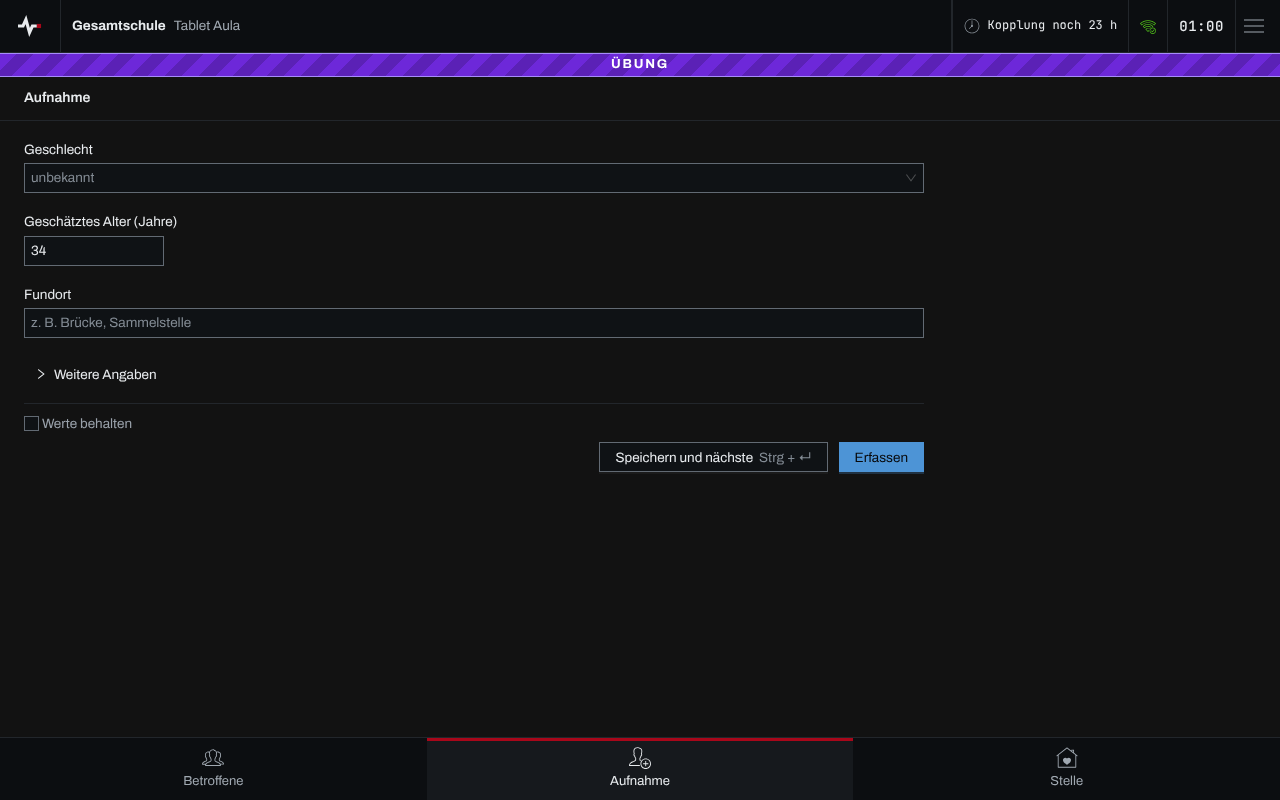 Gesamtschule Tablet Aula Kopplung noch 23 h 01:00
ÜBUNG
Aufnahme
Geschlecht
unbekannt
Geschätztes Alter (Jahre)
34
Fundort
z. B. Brücke, Sammelstelle
Weitere Angaben
Werte behalten
Speichern und nächste Strg + ↵ Erfassen
Betroffene Aufnahme Stelle